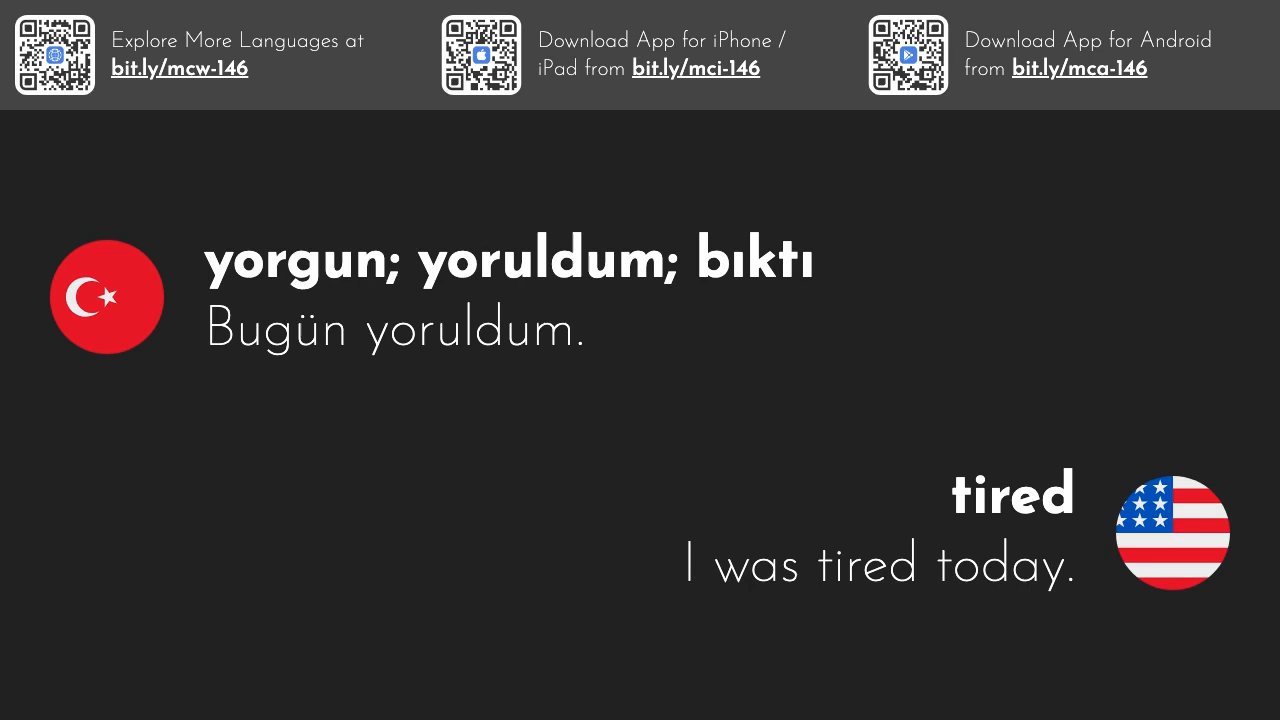 Explore More Languages at
bit.ly/mcw-146
Download App for iPhone /
iPad from bit.ly/mci-146
Download App for Android
from bit.ly/mca-146
yorgun; yoruldum; bıktı
Bugün yoruldum.
tired
I was tired today.